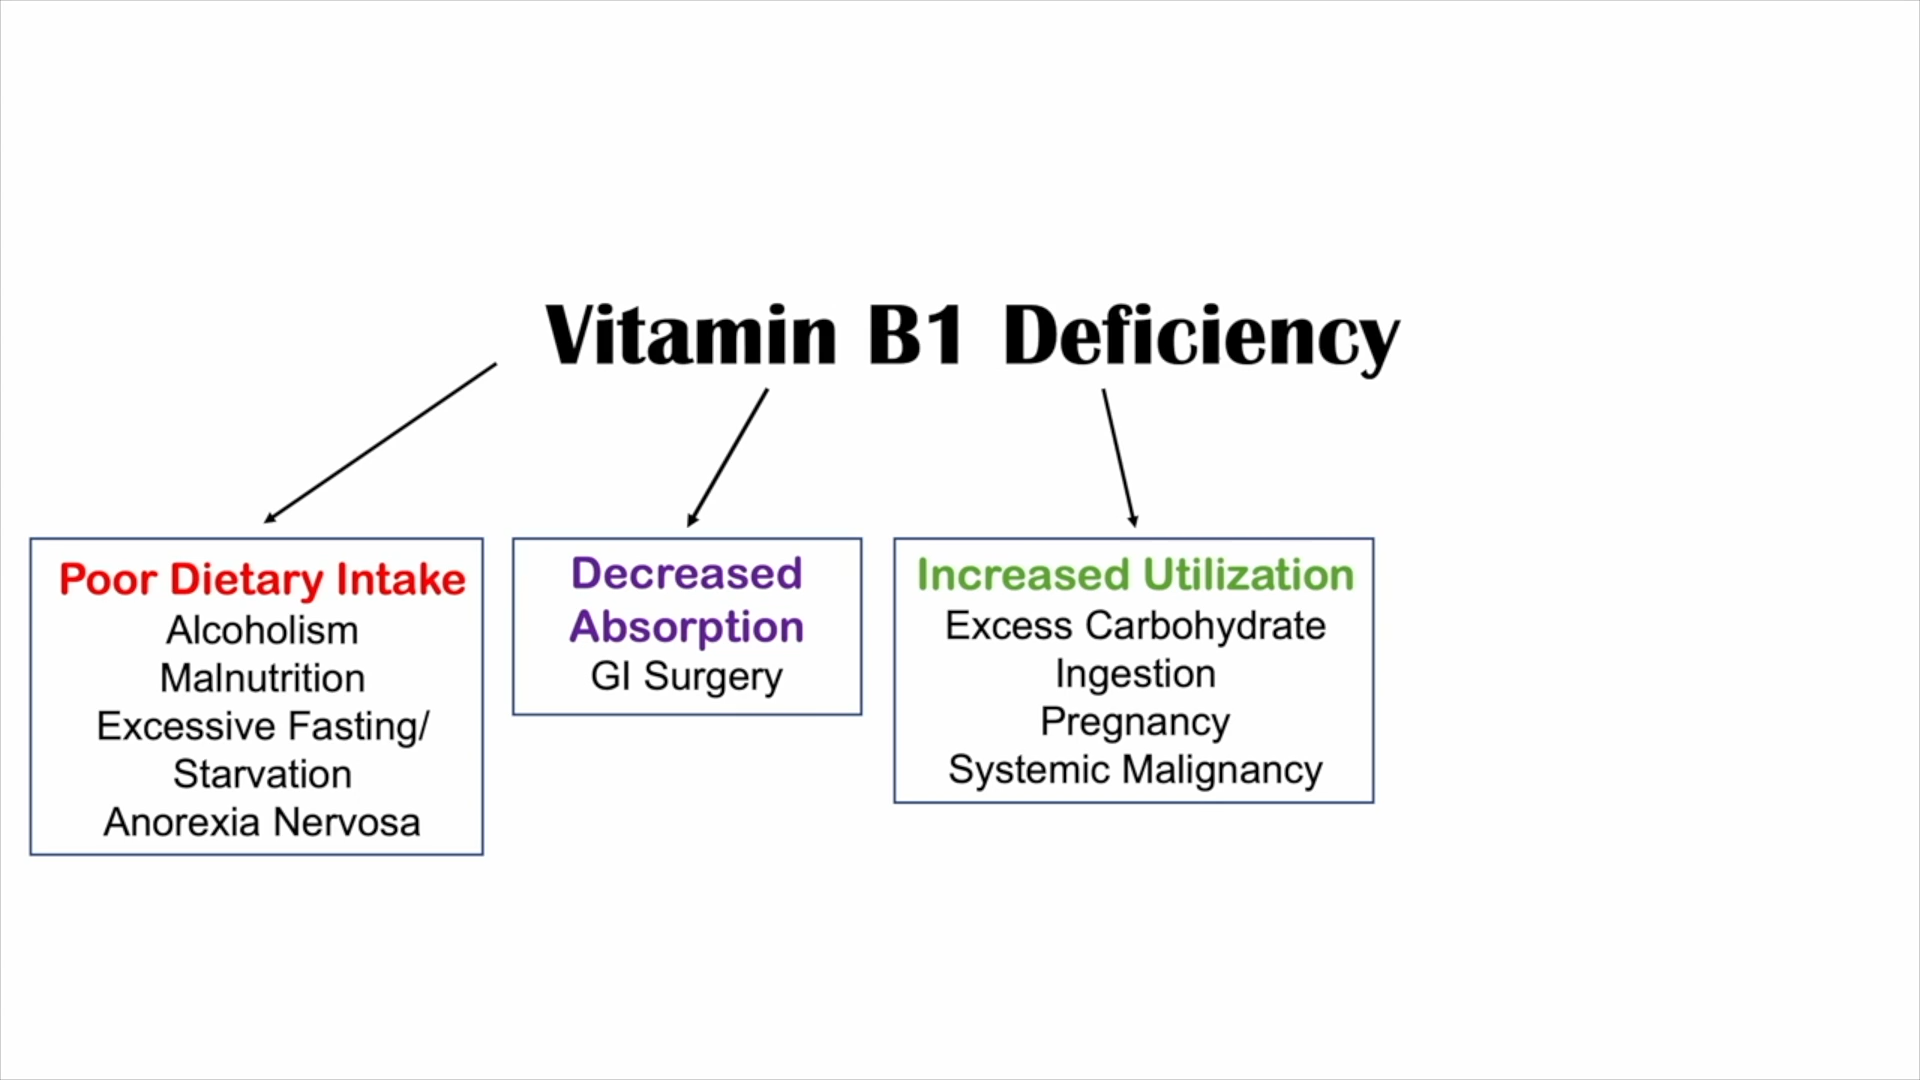 Vitamin B1 Deficiency
Poor Dietary Intake
Alcoholism
Malnutrition
Excessive Fasting/
Starvation
Anorexia Nervosa
Decreased
Absorption
GI Surgery
Increased Utilization
Excess Carbohydrate
Ingestion
Pregnancy
Systemic Malignancy